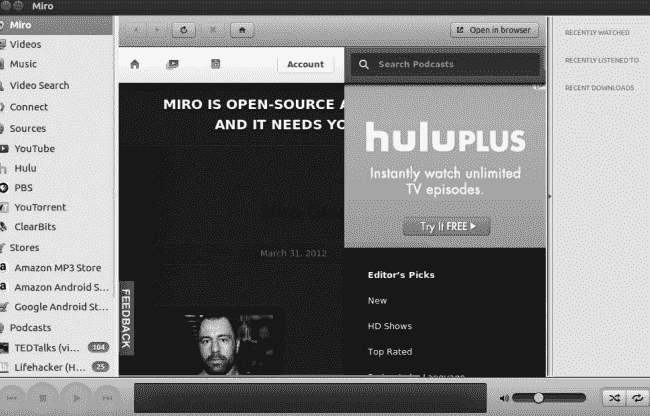 Miro
Miro
Videos
Music
Video Search
Connect
Sources
YouTube
Hulu
PBS
YouTorrent
ClearBits
Stores
Amazon MP3 Store
Amazon Android S...
Google Android St...
Podcasts
TEDTalks (vi... 104
Lifehacker (H... 25
Open in browser
Account
Search Podcasts
MIRO IS OPEN-SOURCE
AND IT NEEDS
March 31, 2012
FEEDBACK
huluPLUS
Instantly watch unlimited
TV episodes.
Try It FREE
Editor's Picks
New
HD Shows
Top Rated
RECENTLY WATCHED
RECENTLY LISTENED TO
RECENT DOWNLOADS